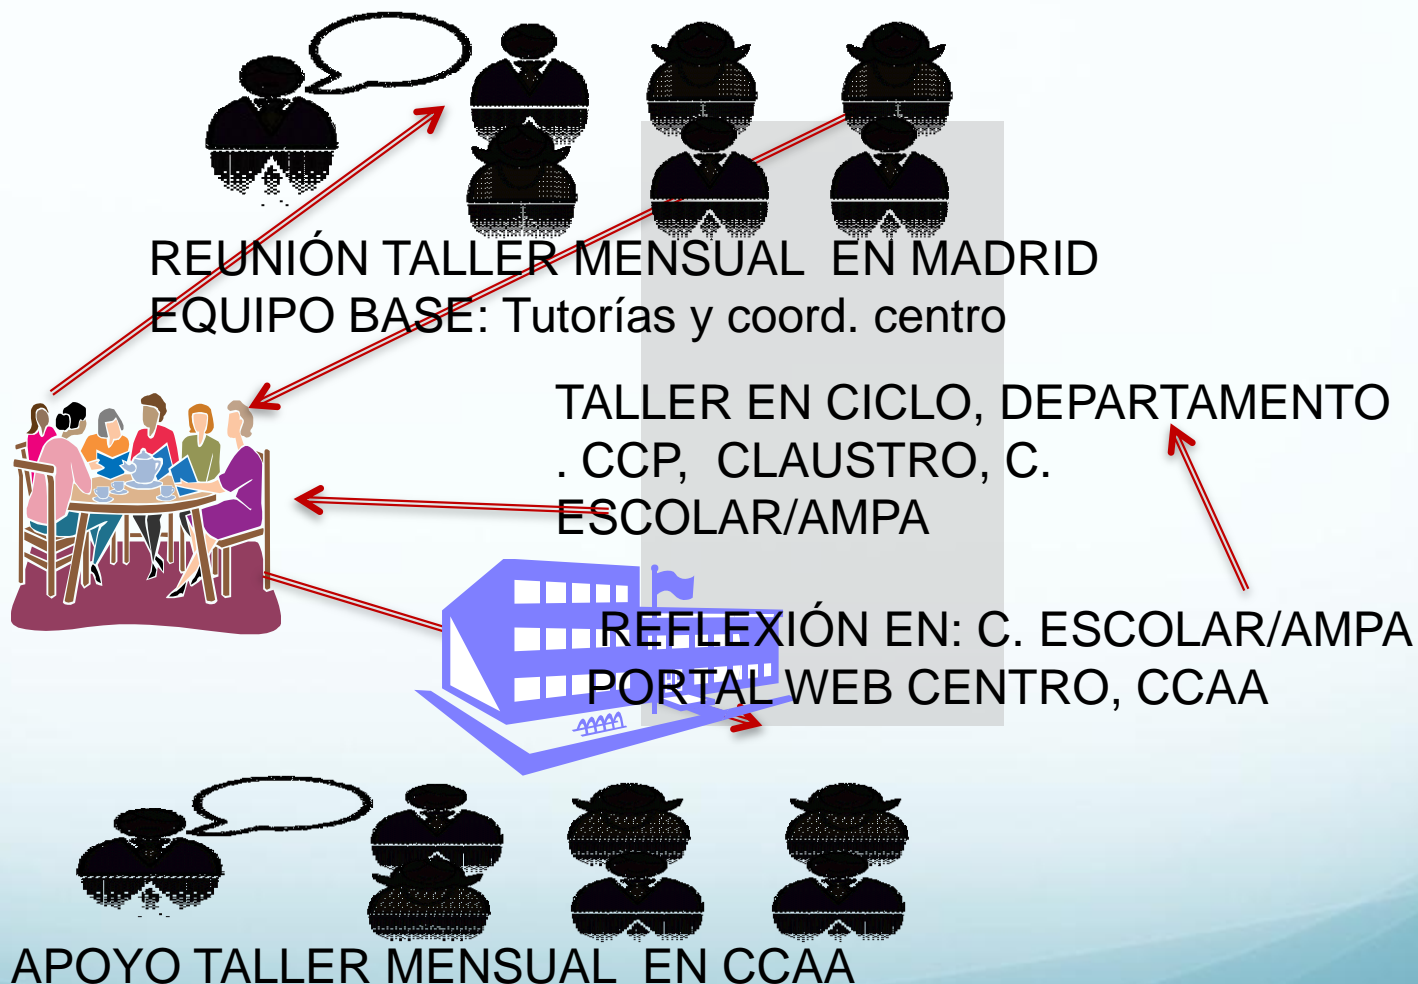 REUNIÓN TALLER MENSUAL EN MADRID
EQUIPO BASE: Tutorías y coord. centro
TALLER EN CICLO, DEPARTAMENTO
. CCP, CLAUSTRO, C.
ESCOLAR/AMPA
REFLEXIÓN EN: C. ESCOLAR/AMPA
PORTAL WEB CENTRO, CCAA
APOYO TALLER MENSUAL EN CCAA